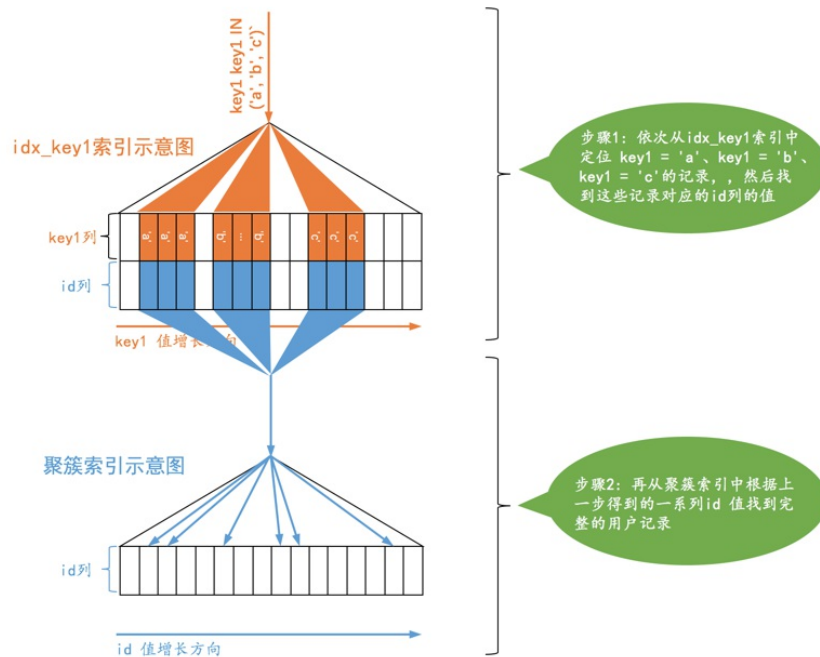 key1 key1 IN
('a', 'b', 'c')`
idx_key1索引示意图
key1列
'a'
'a'
'a'
'b'
...
'b'
'c'
'c'
'c'
id列
key1 值增长方向
步骤1: 依次从idx_key1索引中
定位 key1 = 'a'、key1 = 'b'、
key1 = 'c'的记录, , 然后找
到这些记录对应的id列的值
聚簇索引示意图
id列
id 值增长方向
步骤2: 再从聚簇索引中根据上
一步得到的一系列id 值找到完
整的用户记录